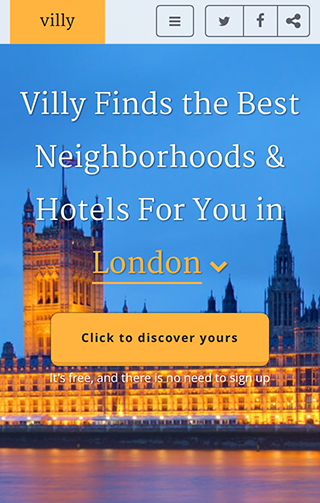 villy
Villy Finds the Best
Neighborhoods &
Hotels For You in
London
Click to discover yours
It's free, and there is no need to sign up